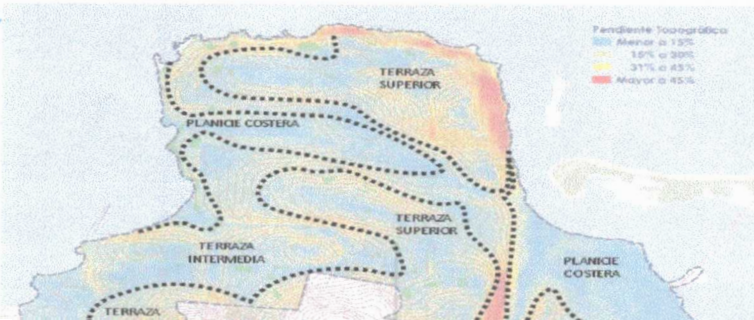 Pendiente Topográfica
Menor a 15%
15% a 30%
31% a 45%
Mayor a 45%
TERRAZA
SUPERIOR
PLANICIE COSTERA
TERRAZA
SUPERIOR
TERRAZA
INTERMEDIA
PLANICIE
COSTERA
TERRAZA